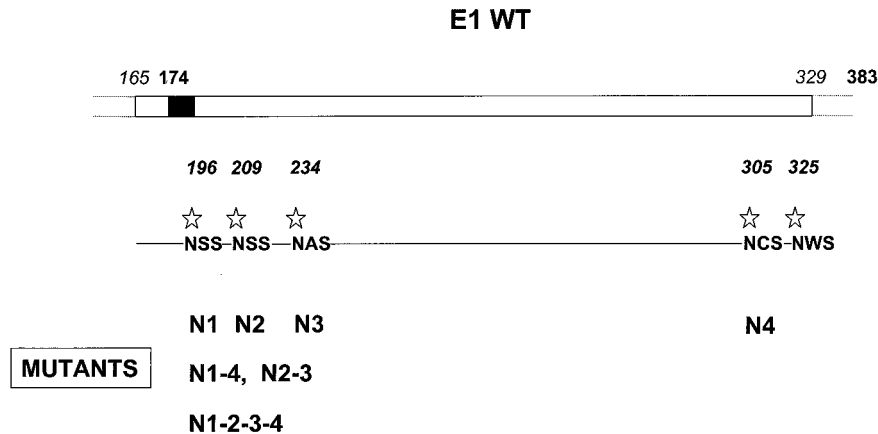 E1 WT
165 174 329 383
196 209 234 305 325
NSS NSS NAS NCS NWS
N1 N2 N3 N4
MUTANTS N1-4, N2-3
N1-2-3-4